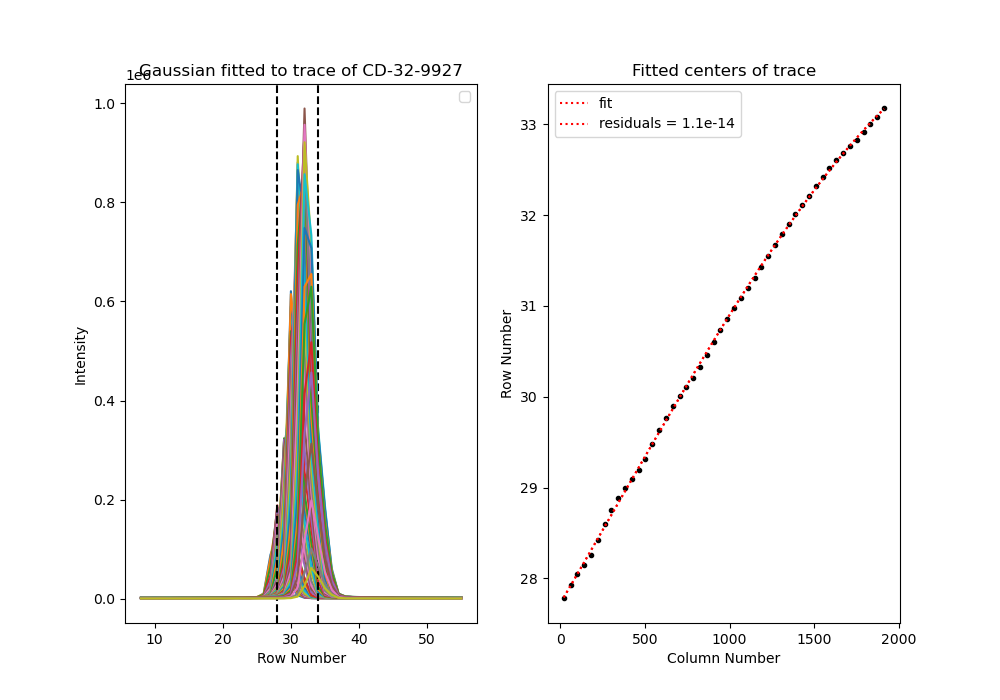 Gaussian fitted to trace of CD-32-9927
1e6
1.0
0.8
0.6
0.4
0.2
0.0
Intensity
10 20 30 40 50
Row Number
Fitted centers of trace
fit
residuals = 1.1e-14
33
32
31
30
29
28
Row Number
0 500 1000 1500 2000
Column Number